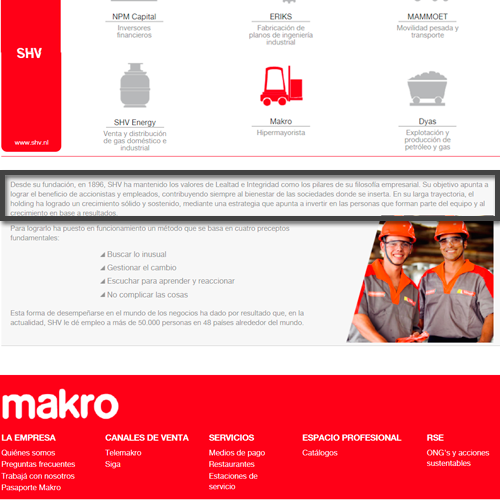 NPM Capital
Inversores
financieros
ERIKS
Fabricación de
planos de ingeniería
industrial
MAMMOET
Movilidad pesada y
transporte
SHV
www.shv.nl
SHV Energy
Venta y distribución
de gas doméstico e
industrial
Makro
Hipermayorista
Dyas
Explotación y
producción de
petróleo y gas
Desde su fundación, en 1896, SHV ha mantenido los valores de Lealtad e Integridad como los pilares de su filosofía empresarial. Su objetivo apunta a
lograr el beneficio de accionistas y empleados, contribuyendo siempre al bienestar de las sociedades donde se inserta. En su larga trayectoria, el
holding ha logrado un crecimiento sólido y sostenido, mediante una estrategia que apunta a invertir en las personas que forman parte del equipo y al
crecimiento en base a resultados.
Para lograrlo ha puesto en funcionamiento un método que se basa en cuatro preceptos
fundamentales:
Buscar lo inusual
Gestionar el cambio
Escuchar para aprender y reaccionar
No complicar las cosas
Esta forma de desempeñarse en el mundo de los negocios ha dado por resultado que, en la
actualidad, SHV le dé empleo a más de 50.000 personas en 48 países alrededor del mundo.
makro
LA EMPRESA
Quiénes somos
Preguntas frecuentes
Trabajá con nosotros
Pasaporte Makro
CANALES DE VENTA
Telemakro
Siga
SERVICIOS
Medios de pago
Restaurantes
Estaciones de
servicio
ESPACIO PROFESIONAL
Catálogos
RSE
ONG's y acciones
sustentables